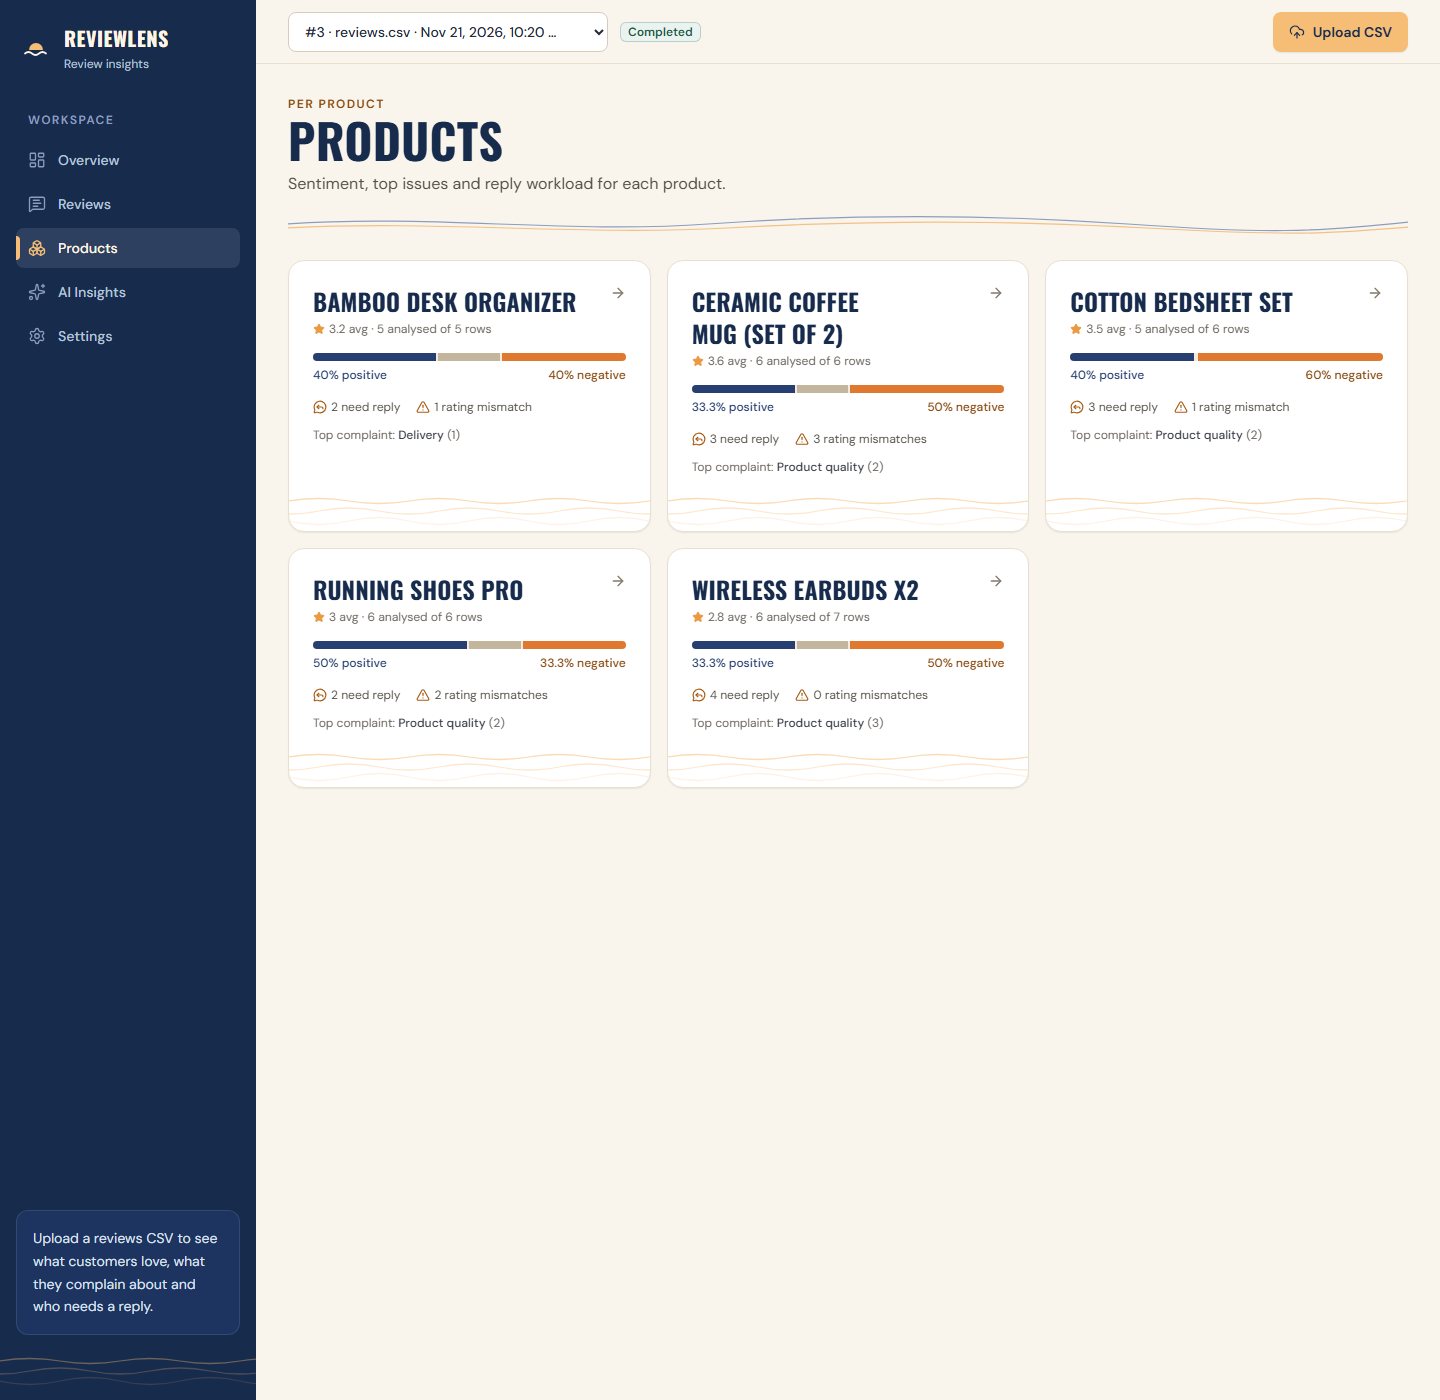 REVIEWLENS
Review insights
WORKSPACE
Overview
Reviews
Products
AI Insights
Settings
Upload a reviews CSV to see
what customers love, what
they complain about and
who needs a reply.
#3 · reviews.csv · Nov 21, 2026, 10:20 ...
Completed
Upload CSV
PER PRODUCT
PRODUCTS
Sentiment, top issues and reply workload for each product.
BAMBOO DESK ORGANIZER
3.2 avg · 5 analysed of 5 rows
40% positive
40% negative
2 need reply
1 rating mismatch
Top complaint: Delivery (1)
CERAMIC COFFEE
MUG (SET OF 2)
3.6 avg · 6 analysed of 6 rows
33.3% positive
50% negative
3 need reply
3 rating mismatches
Top complaint: Product quality (2)
COTTON BEDSHEET SET
3.5 avg · 5 analysed of 6 rows
40% positive
60% negative
3 need reply
1 rating mismatch
Top complaint: Product quality (2)
RUNNING SHOES PRO
3 avg · 6 analysed of 6 rows
50% positive
33.3% negative
2 need reply
2 rating mismatches
Top complaint: Product quality (2)
WIRELESS EARBUDS X2
2.8 avg · 6 analysed of 7 rows
33.3% positive
50% negative
4 need reply
0 rating mismatches
Top complaint: Product quality (3)